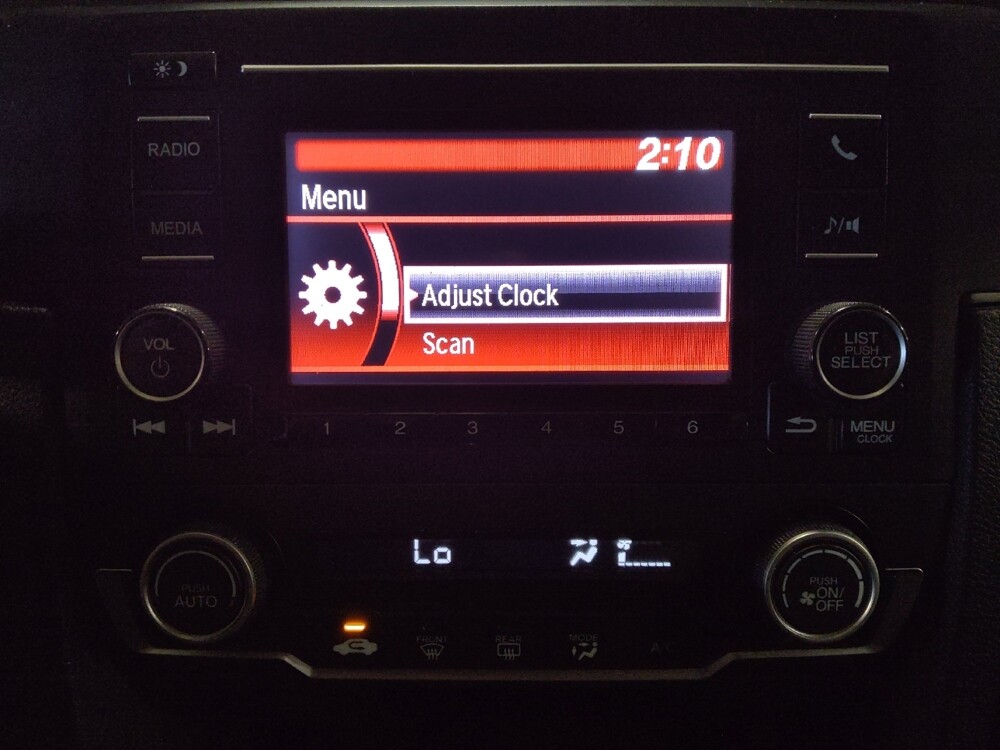 2:10
RADIO
Menu
MEDIA
Adjust Clock
VOL
Scan
LIST
PUSH
SELECT
1 2 3 4 5 6
MENU
CLOCK
Lo
PUSH
AUTO
PUSH
ON/
OFF
FRONT
REAR
MODE
A/C